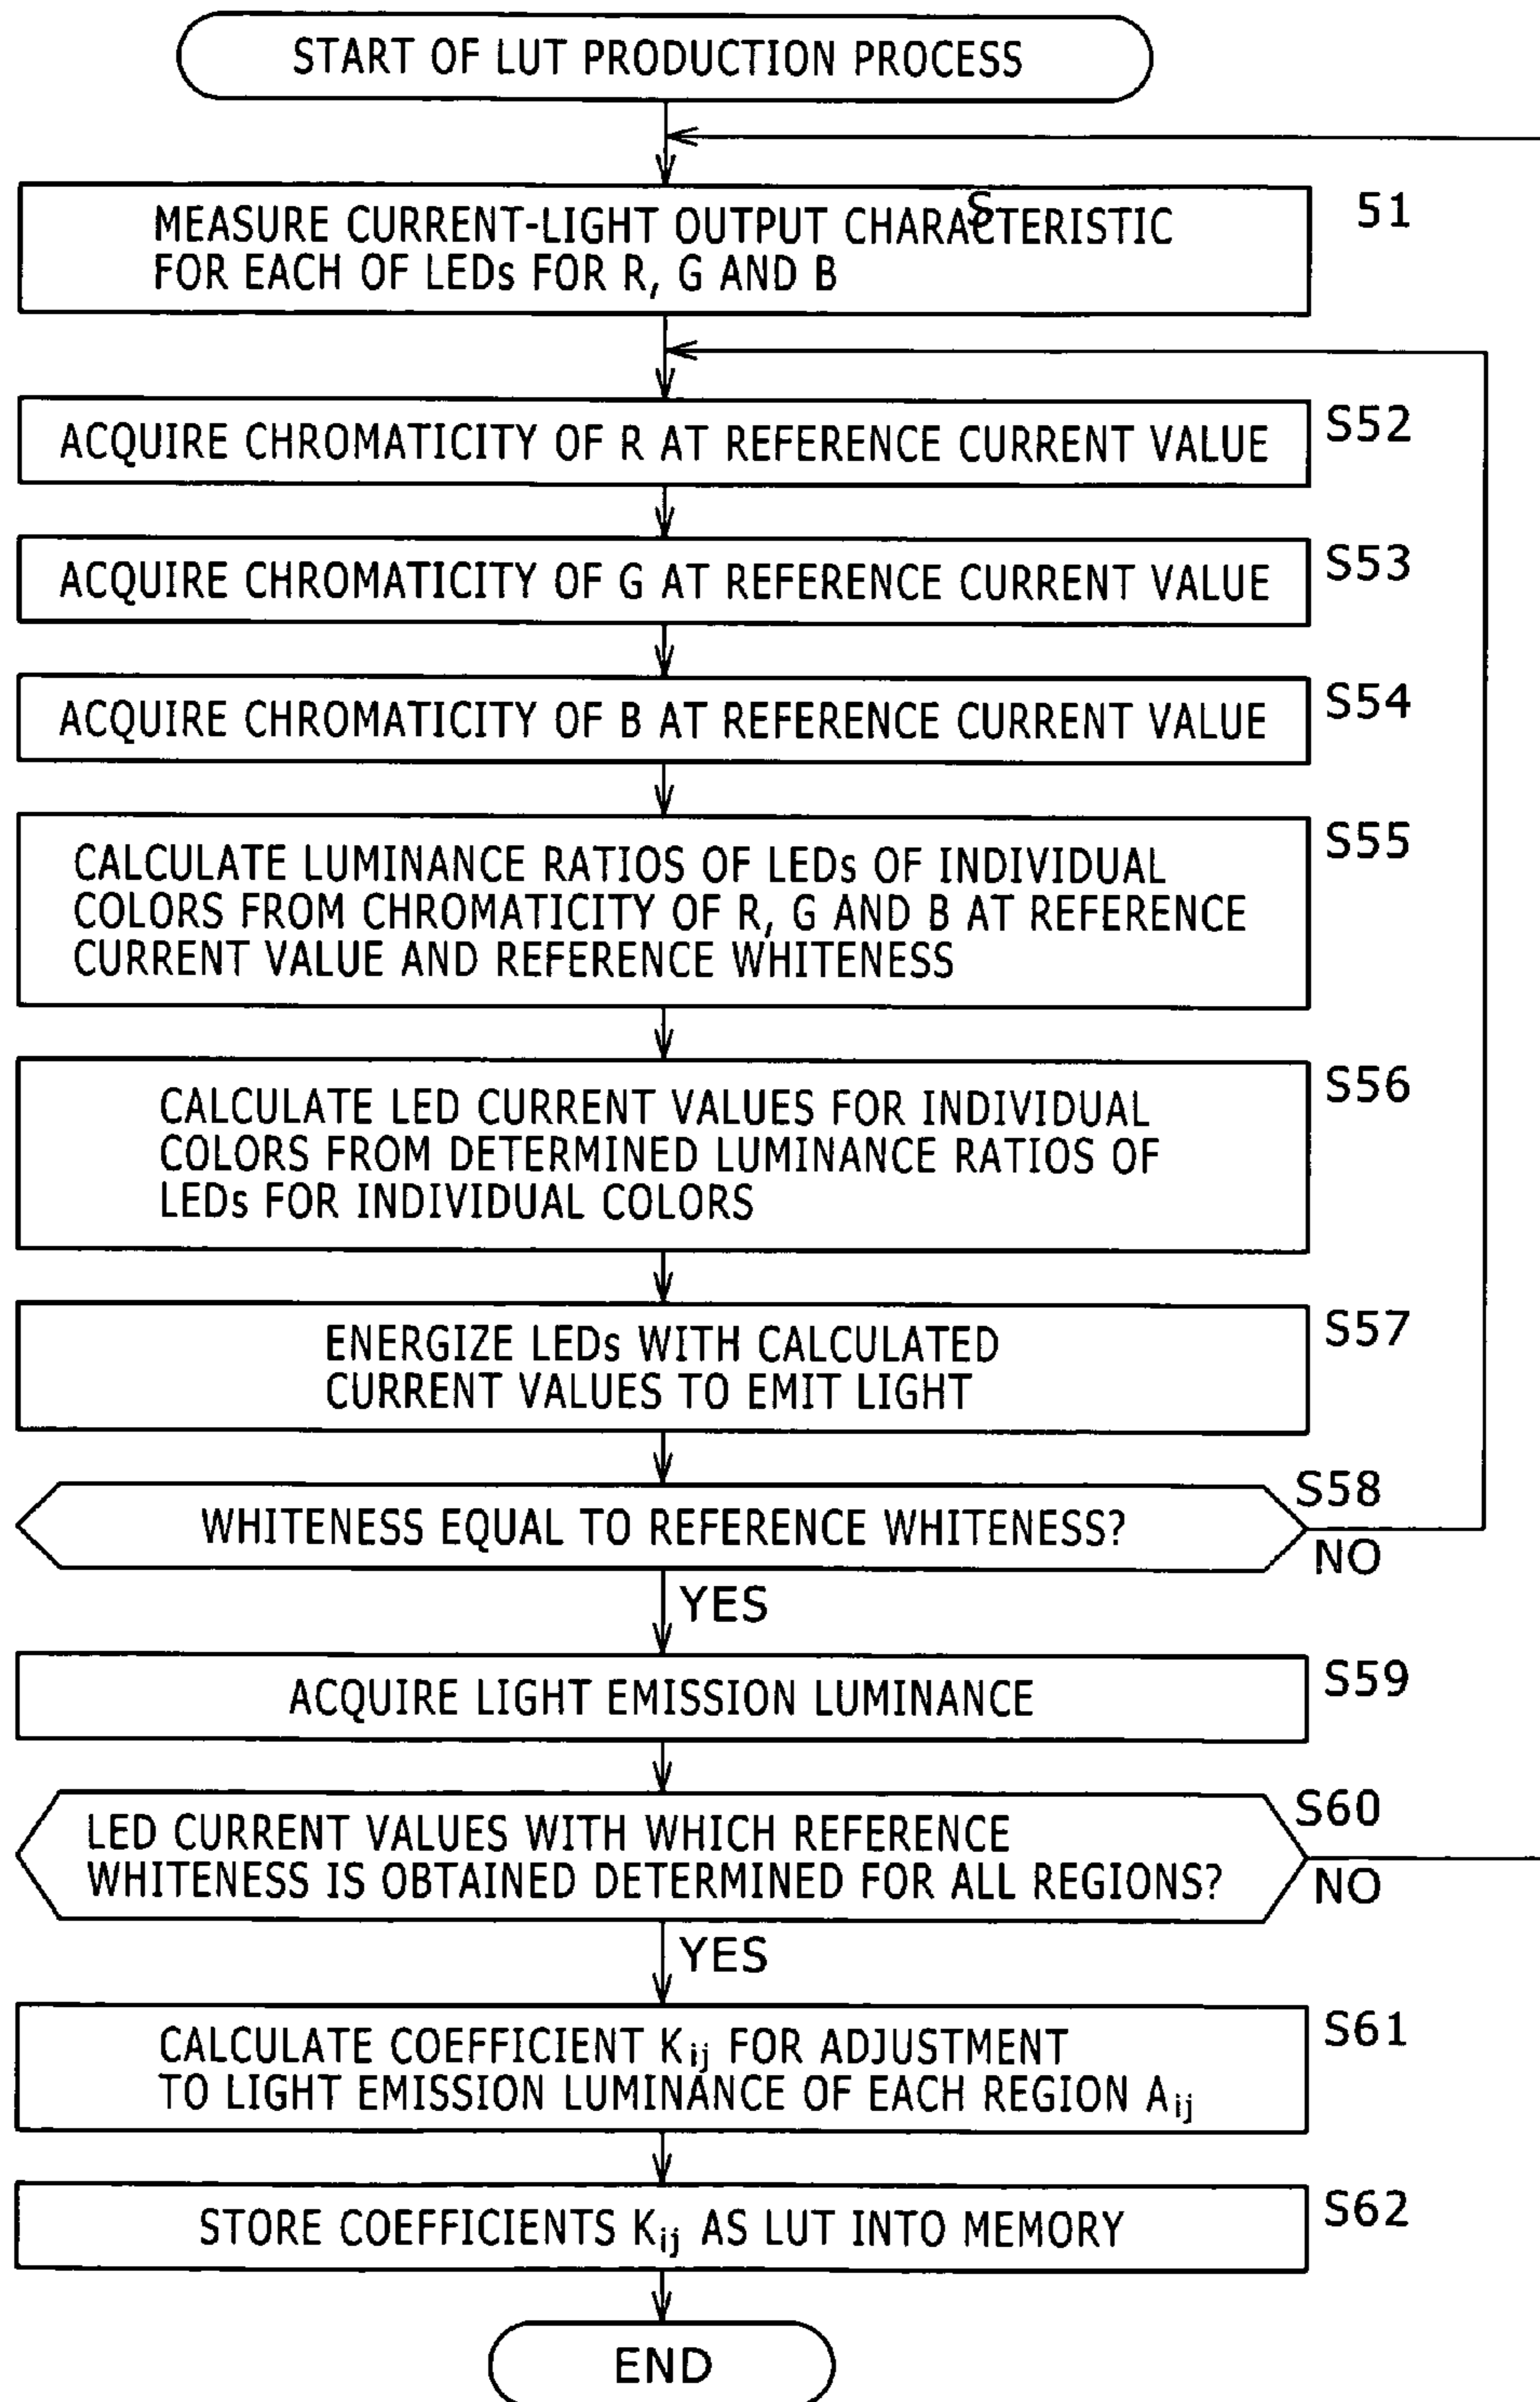 START OF LUT PRODUCTION PROCESS
S
51
MEASURE CURRENT-LIGHT OUTPUT CHARACTERISTIC
FOR EACH OF LEDs FOR R, G AND B
S52
ACQUIRE CHROMATICITY OF R AT REFERENCE CURRENT VALUE
S53
ACQUIRE CHROMATICITY OF G AT REFERENCE CURRENT VALUE
S54
ACQUIRE CHROMATICITY OF B AT REFERENCE CURRENT VALUE
S55
CALCULATE LUMINANCE RATIOS OF LEDs OF INDIVIDUAL
COLORS FROM CHROMATICITY OF R, G AND B AT REFERENCE
CURRENT VALUE AND REFERENCE WHITENESS
S56
CALCULATE LED CURRENT VALUES FOR INDIVIDUAL
COLORS FROM DETERMINED LUMINANCE RATIOS OF
LEDs FOR INDIVIDUAL COLORS
S57
ENERGIZE LEDs WITH CALCULATED
CURRENT VALUES TO EMIT LIGHT
S58
WHITENESS EQUAL TO REFERENCE WHITENESS?
NO
YES
S59
ACQUIRE LIGHT EMISSION LUMINANCE
S60
LED CURRENT VALUES WITH WHICH REFERENCE
WHITENESS IS OBTAINED DETERMINED FOR ALL REGIONS?
NO
YES
S61
CALCULATE COEFFICIENT Kij FOR ADJUSTMENT
TO LIGHT EMISSION LUMINANCE OF EACH REGION Aij
S62
STORE COEFFICIENTS Kij AS LUT INTO MEMORY
END